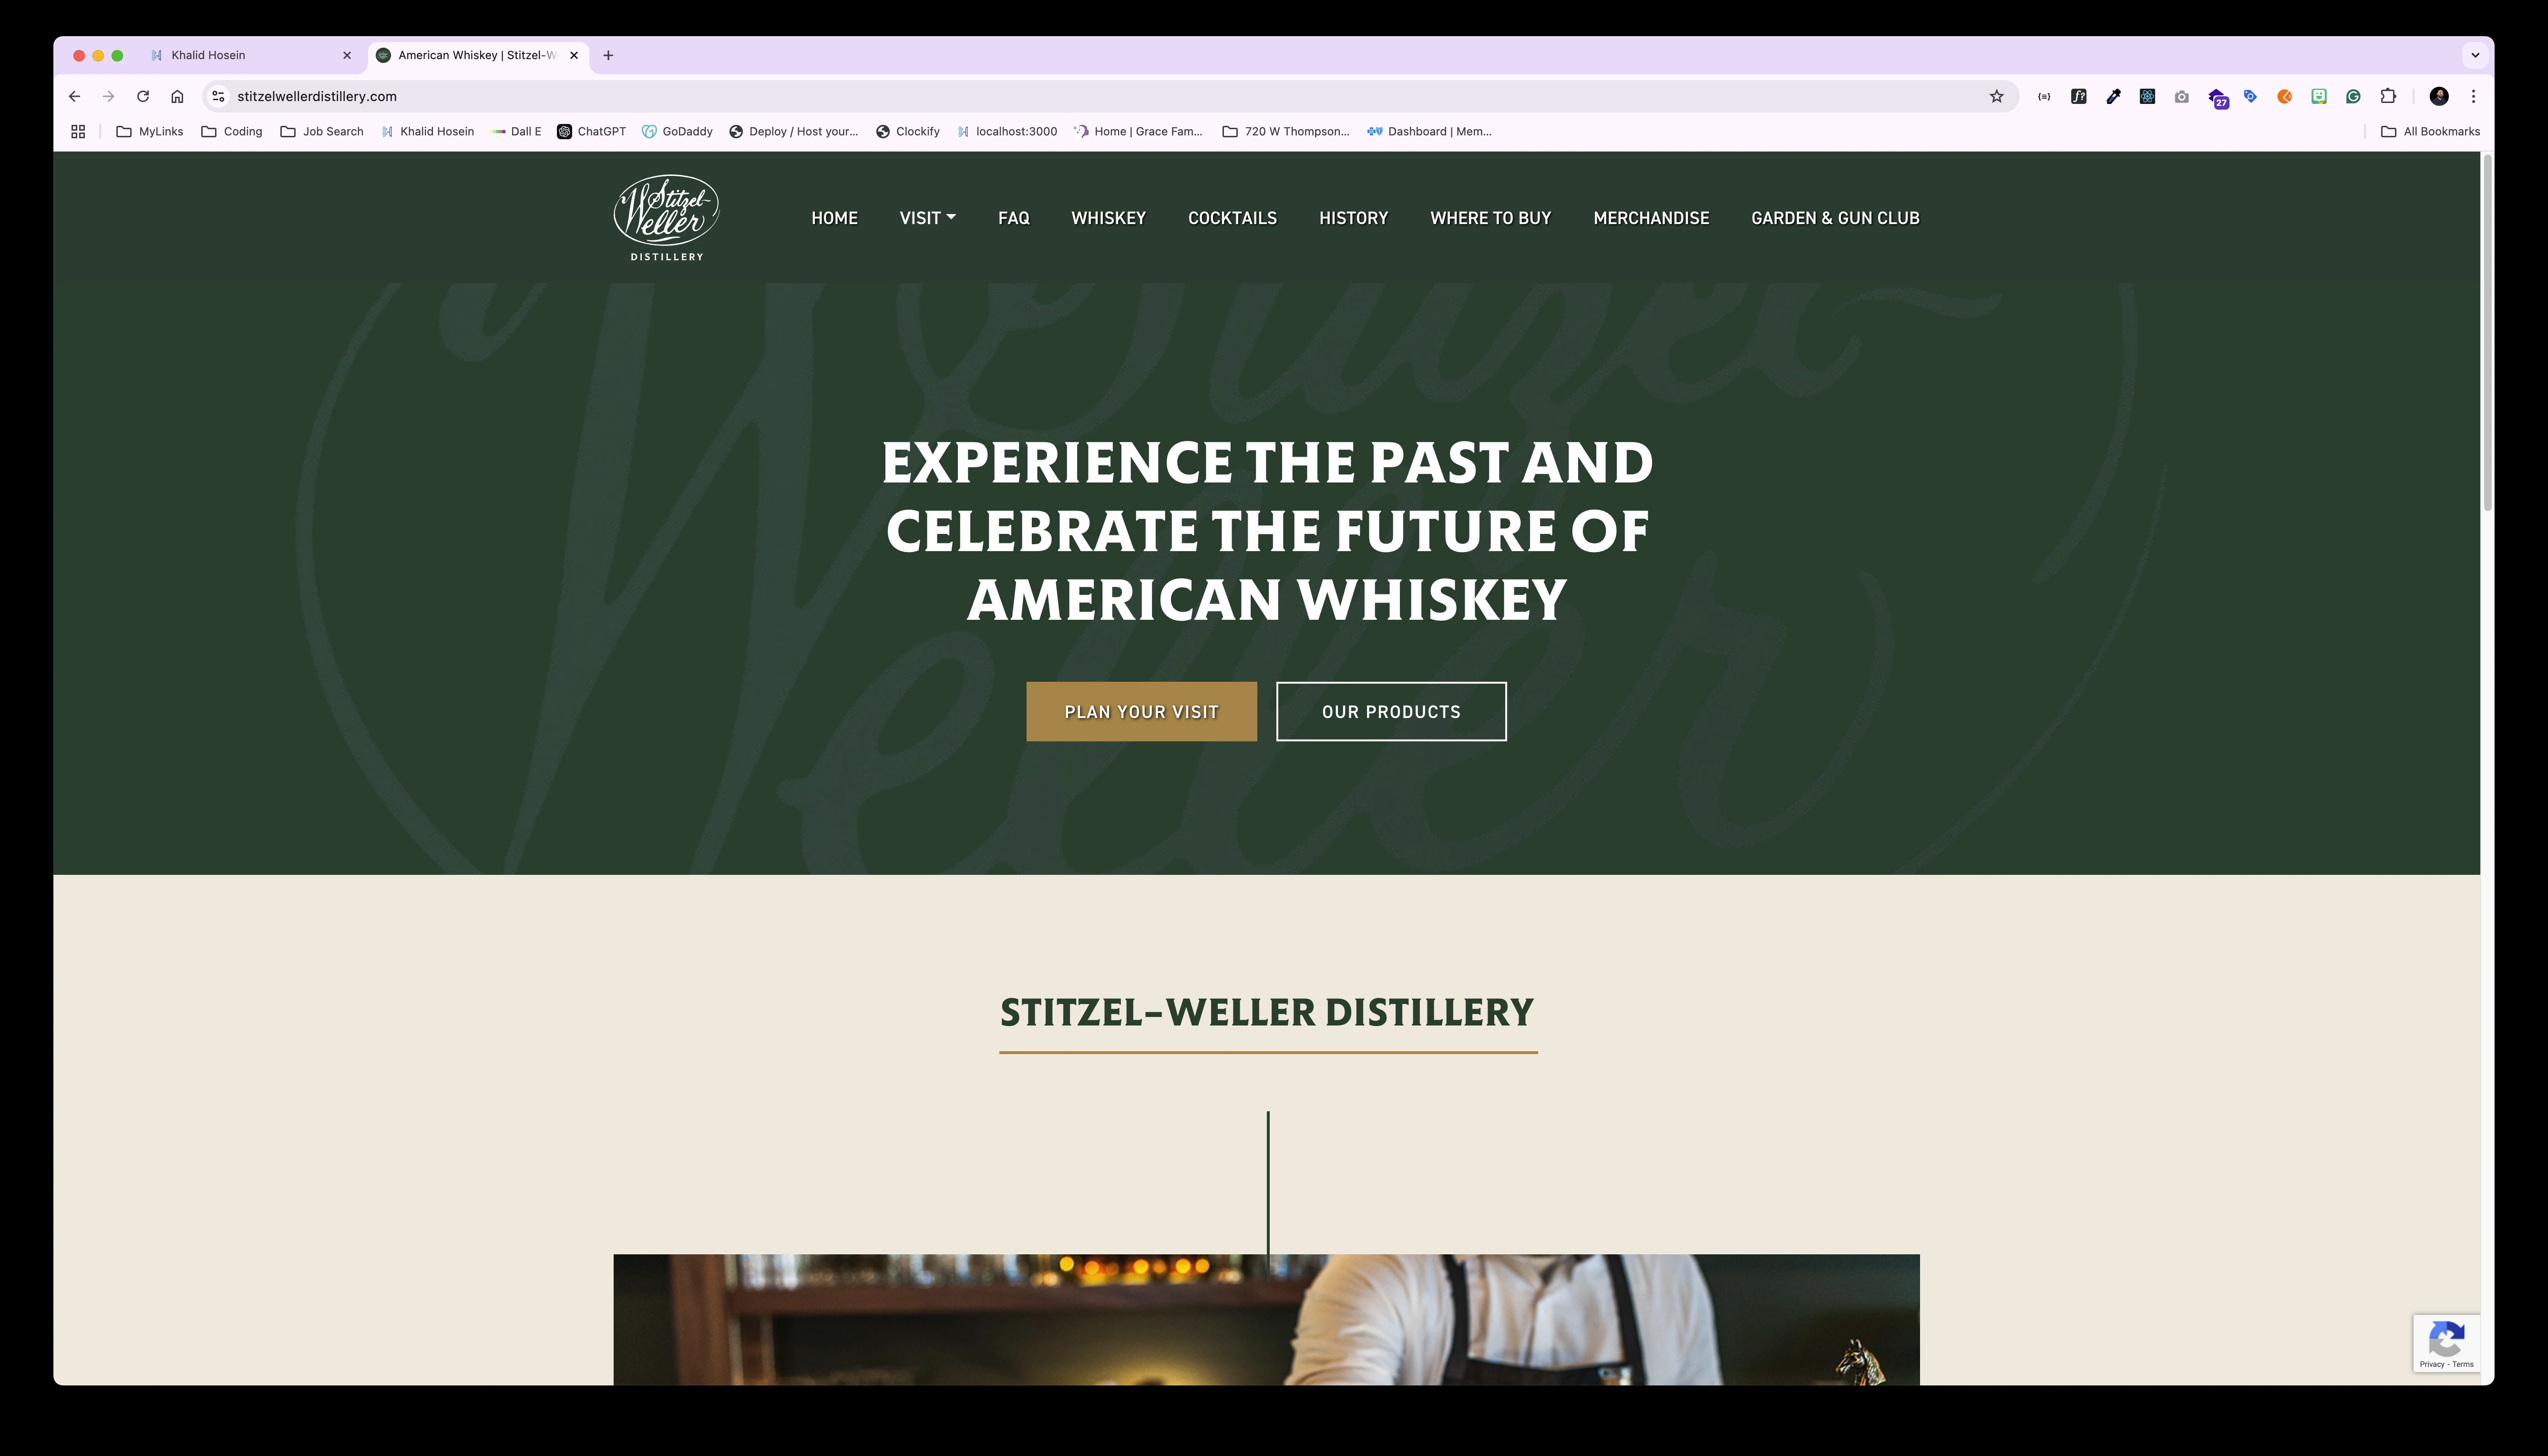 Khalid Hosein
American Whiskey | Stitzel-W
stitzelwellerdistillery.com
27
MyLinks Coding Job Search Khalid Hosein Dall E ChatGPT GoDaddy Deploy / Host your... Clockify localhost:3000 Home | Grace Fam... 720 W Thompson... Dashboard | Mem... All Bookmarks
Stitzel-
Weller
DISTILLERY
HOME VISIT FAQ WHISKEY COCKTAILS HISTORY WHERE TO BUY MERCHANDISE GARDEN & GUN CLUB
Stitzel-
Weller
EXPERIENCE THE PAST AND
CELEBRATE THE FUTURE OF
AMERICAN WHISKEY
PLAN YOUR VISIT OUR PRODUCTS
STITZEL–WELLER DISTILLERY
Privacy - Terms